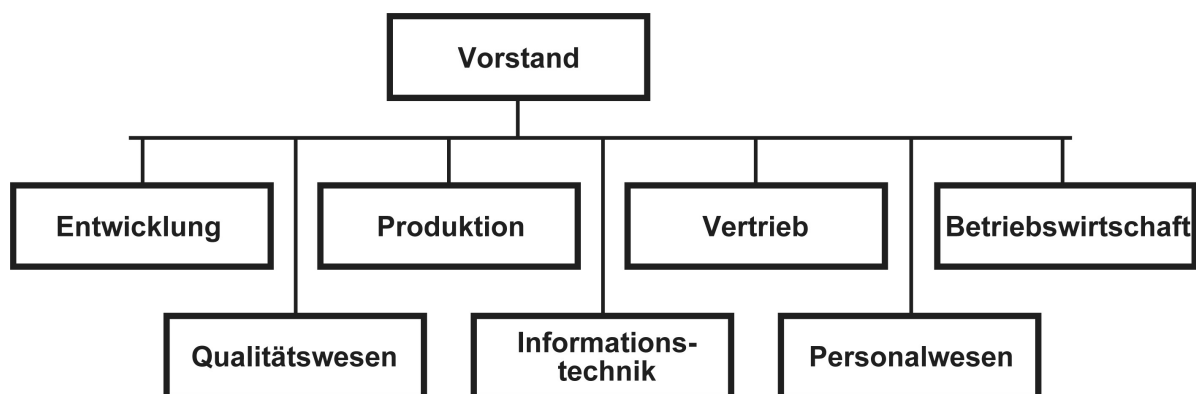 Vorstand
Entwicklung
Produktion
Vertrieb
Betriebswirtschaft
Qualitätswesen
Informations-
technik
Personalwesen